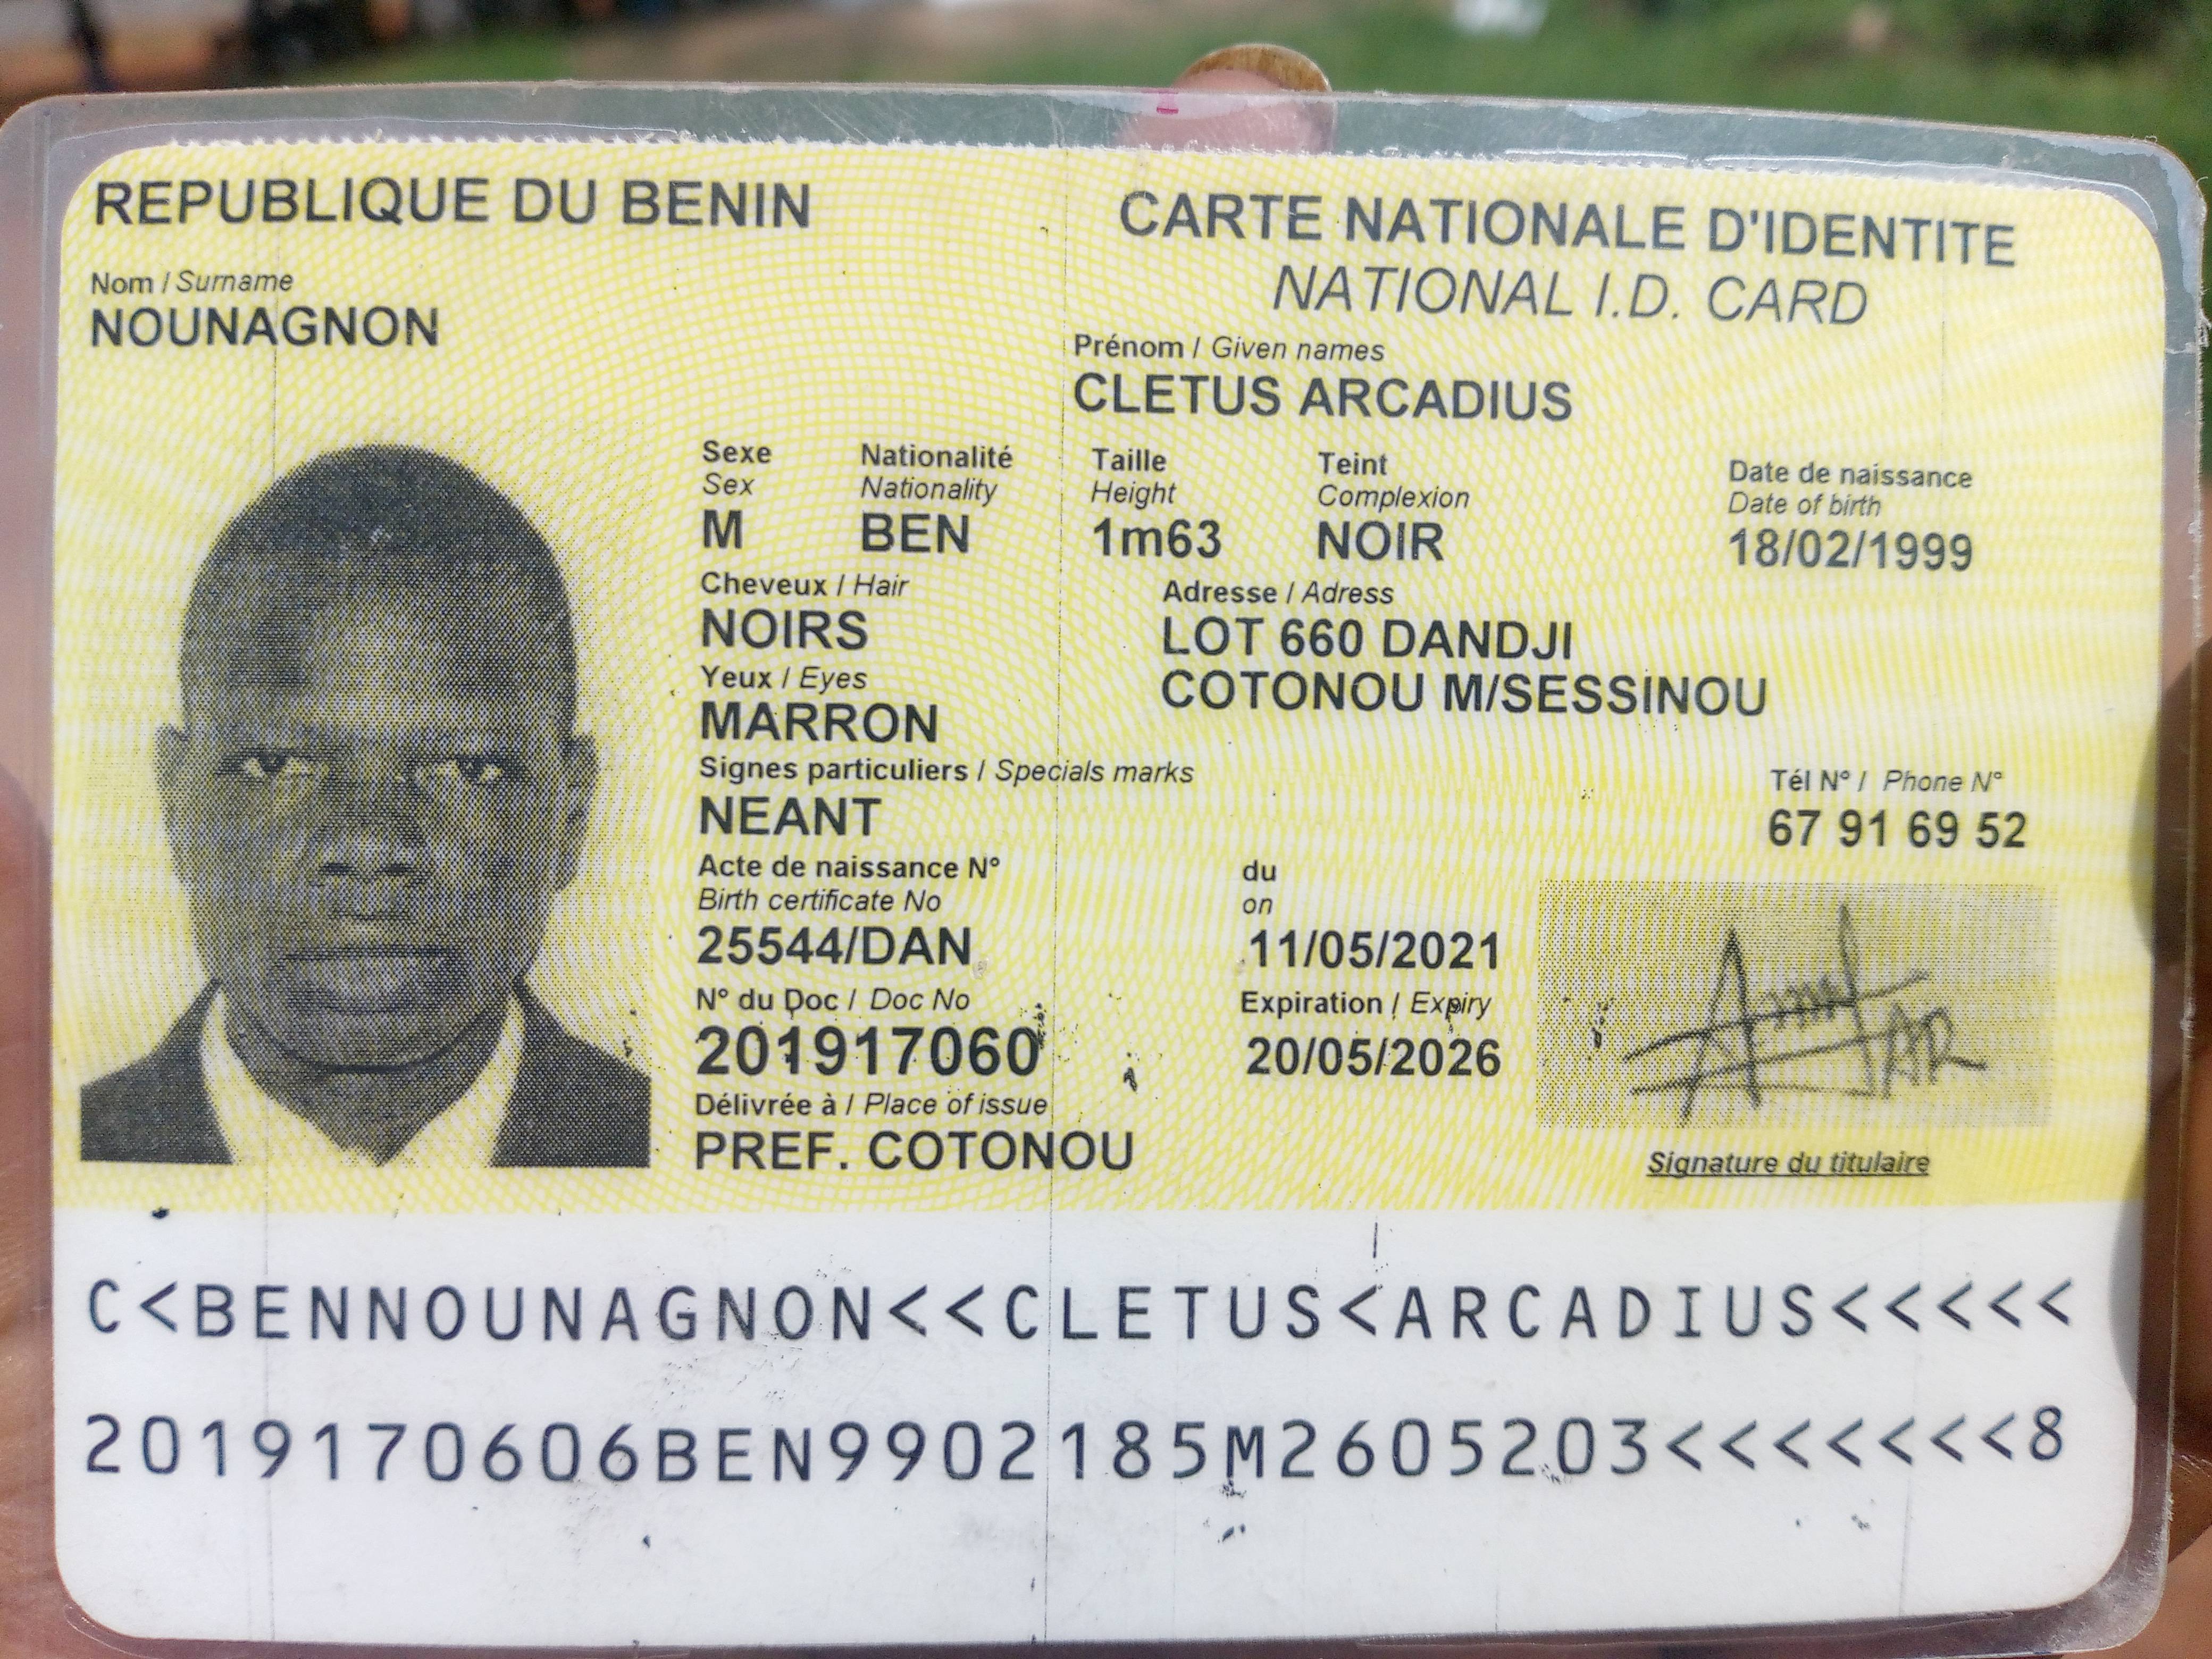 REPUBLIQUE DU BENIN
CARTE NATIONALE D'IDENTITE
NATIONAL I.D. CARD
Nom / Surname
NOUNAGNON
Prénom / Given names
CLETUS ARCADIUS
Sexe Nationalité Taille Teint Date de naissance
Sex Nationality Height Complexion Date of birth
M BEN 1m63 NOIR 18/02/1999
Cheveux / Hair Adresse / Adress
NOIRS LOT 660 DANDJI
COTONOU M/SESSINOU
Yeux / Eyes
MARRON
Signes particuliers / Specials marks Tél N° / Phone N°
NEANT 67 91 69 52
Acte de naissance N° du
Birth certificate No on
25544/DAN 11/05/2021
N° du Doc / Doc No Expiration / Expiry
201917060 20/05/2026
Délivrée à / Place of issue
PREF. COTONOU
Signature du titulaire
C<BENNOUNAGNON<<CLETUS<ARCADIUS<<<<<
2019170606BEN9902185M2605203<<<<<<<8